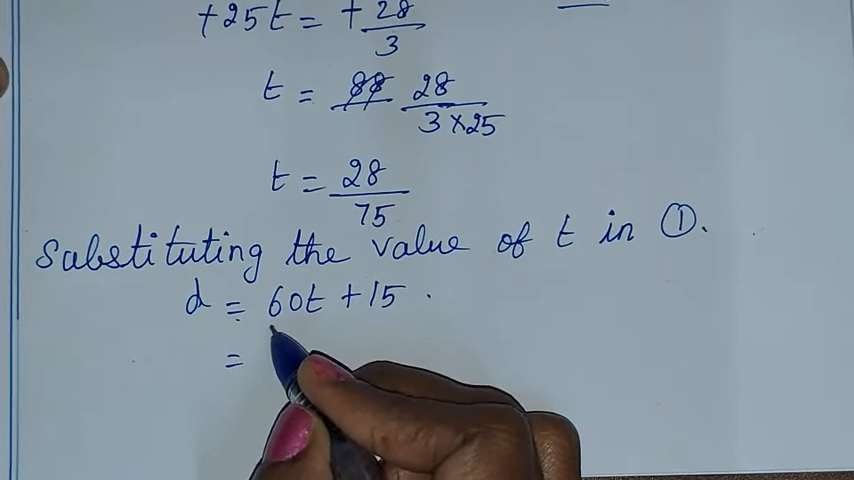 +25t = +28/3
t = 88 28/3×25
t = 28/75
Substituting the value of t in ①.
d = 60t + 15
=